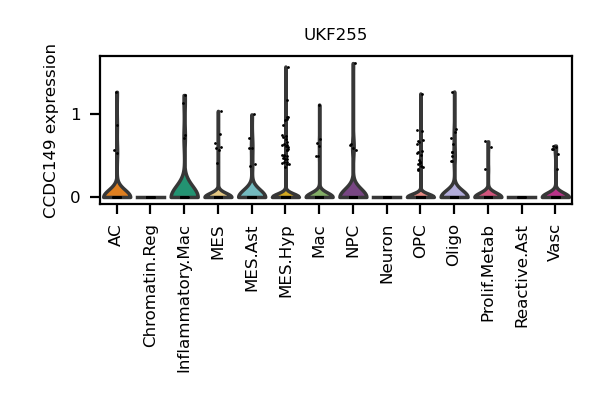 UKF255
CCDC149 expression
1
0
AC
Chromatin.Reg
Inflammatory.Mac
MES
MES.Ast
MES.Hyp
Mac
NPC
Neuron
OPC
Oligo
Prolif.Metab
Reactive.Ast
Vasc